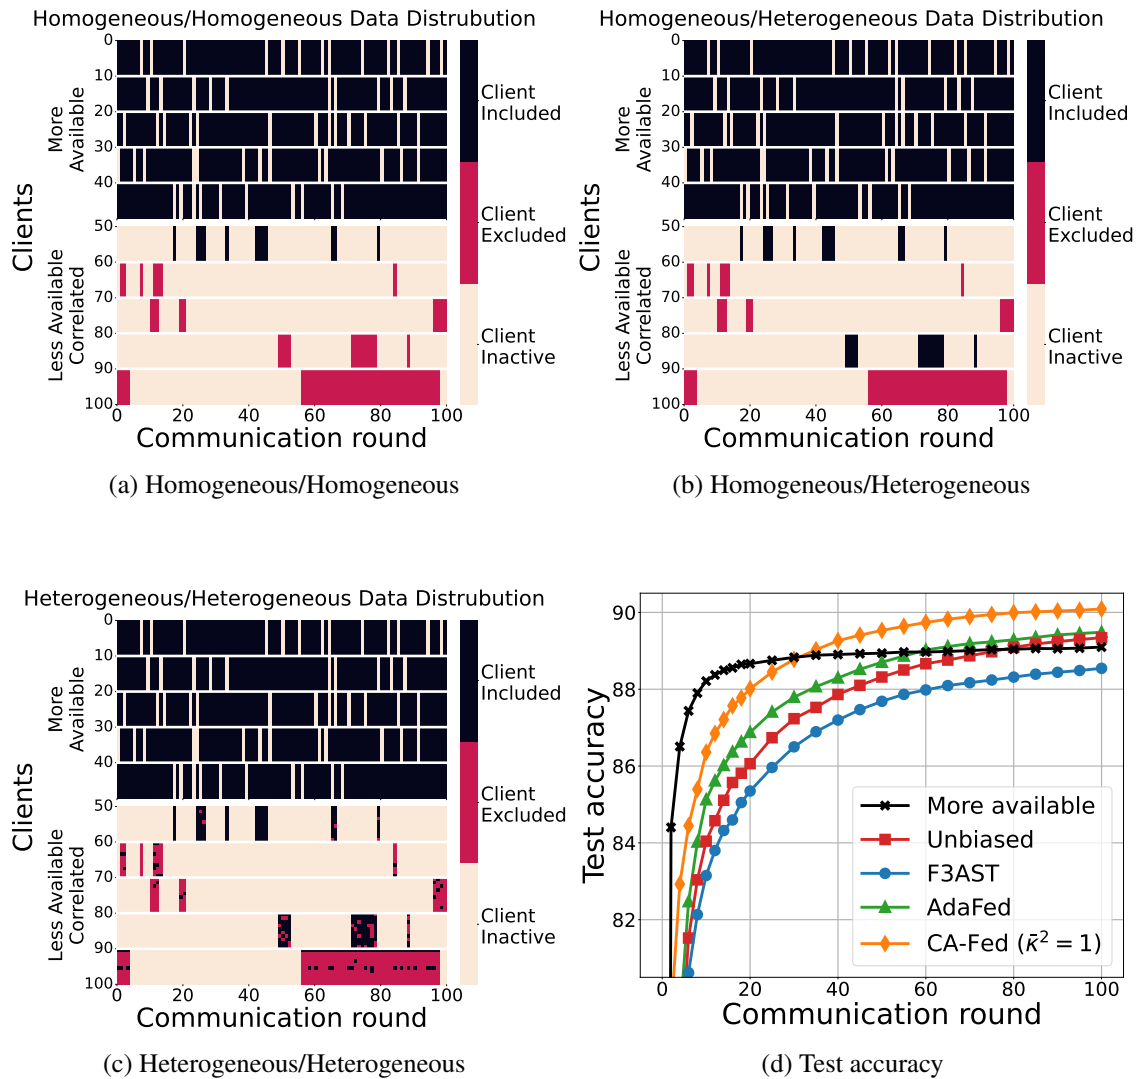 Homogeneous/Homogeneous Data Distrubution
0
10
20
30
40
50
60
70
80
90
100
More
Available
Less Available
Correlated
Clients
0 20 40 60 80 100
Communication round
Client
Included
Client
Excluded
Client
Inactive
(a) Homogeneous/Homogeneous
Homogeneous/Heterogeneous Data Distribution
0
10
20
30
40
50
60
70
80
90
100
More
Available
Less Available
Correlated
Clients
0 20 40 60 80 100
Communication round
Client
Included
Client
Excluded
Client
Inactive
(b) Homogeneous/Heterogeneous
Heterogeneous/Heterogeneous Data Distrubution
0
10
20
30
40
50
60
70
80
90
100
More
Available
Less Available
Correlated
Clients
0 20 40 60 80 100
Communication round
Client
Included
Client
Excluded
Client
Inactive
(c) Heterogeneous/Heterogeneous
90
88
86
84
82
Test accuracy
More available
Unbiased
F3AST
AdaFed
CA-Fed (κ̄² = 1)
0 20 40 60 80 100
Communication round
(d) Test accuracy